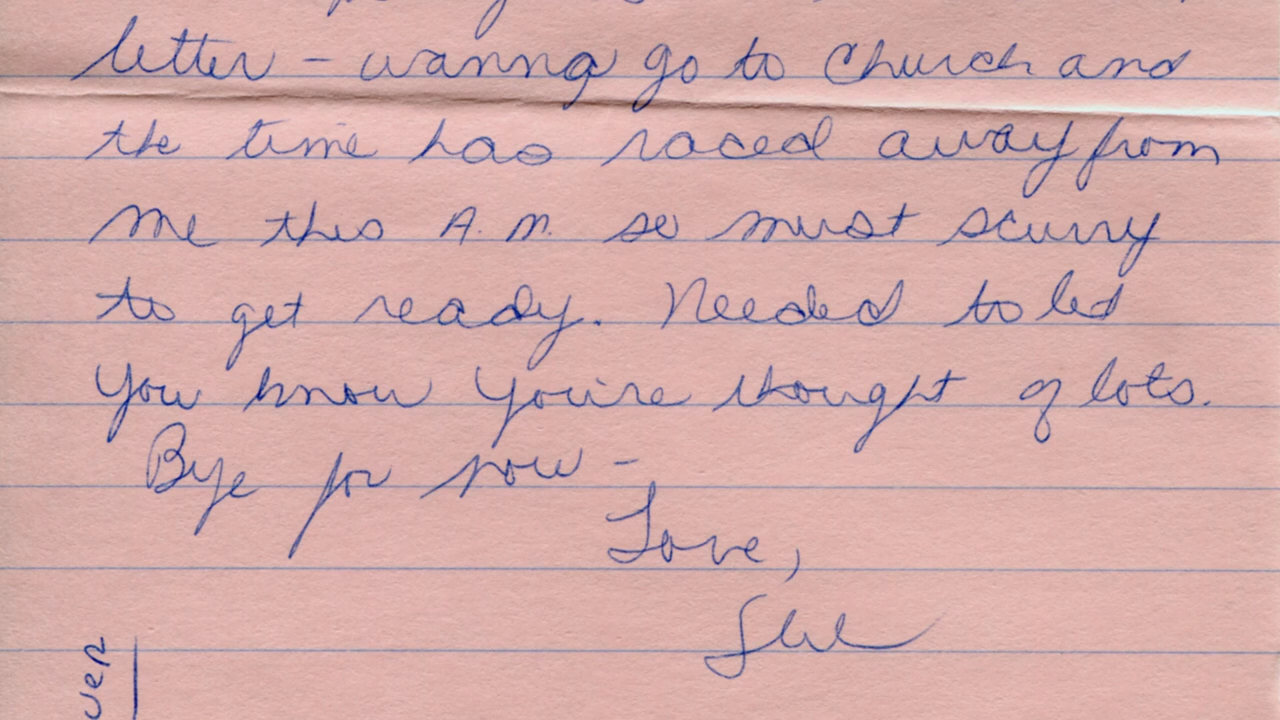 letter – wanna go to Church and
the time has raced away from
me this A.M. so must scurry
to get ready. Needed to let
you know you're thought of lots.
Bye for now –
Love,